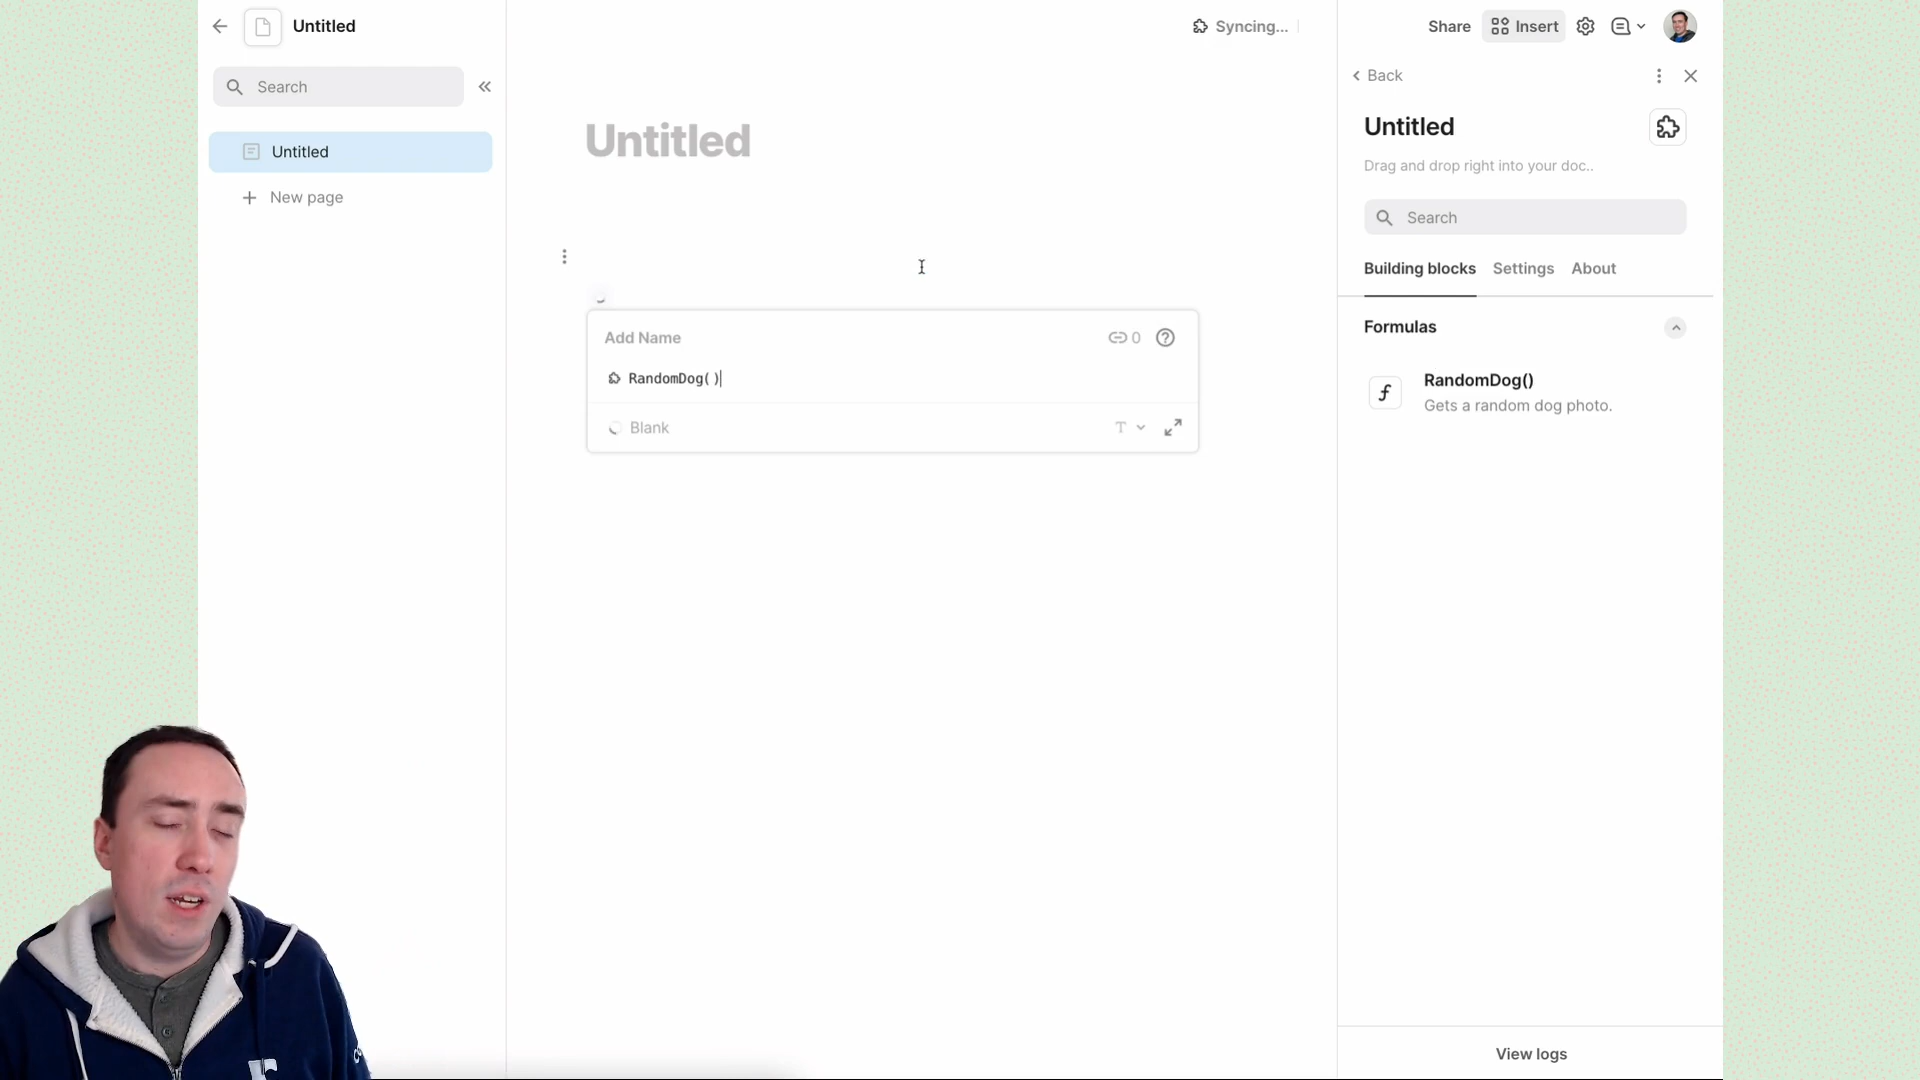 Untitled
Search
Untitled
New page
Syncing...
Untitled
Add Name
0
RandomDog( )
Blank
T
Share
Insert
Back
Untitled
Drag and drop right into your doc..
Search
Building blocks
Settings
About
Formulas
RandomDog()
Gets a random dog photo.
View logs